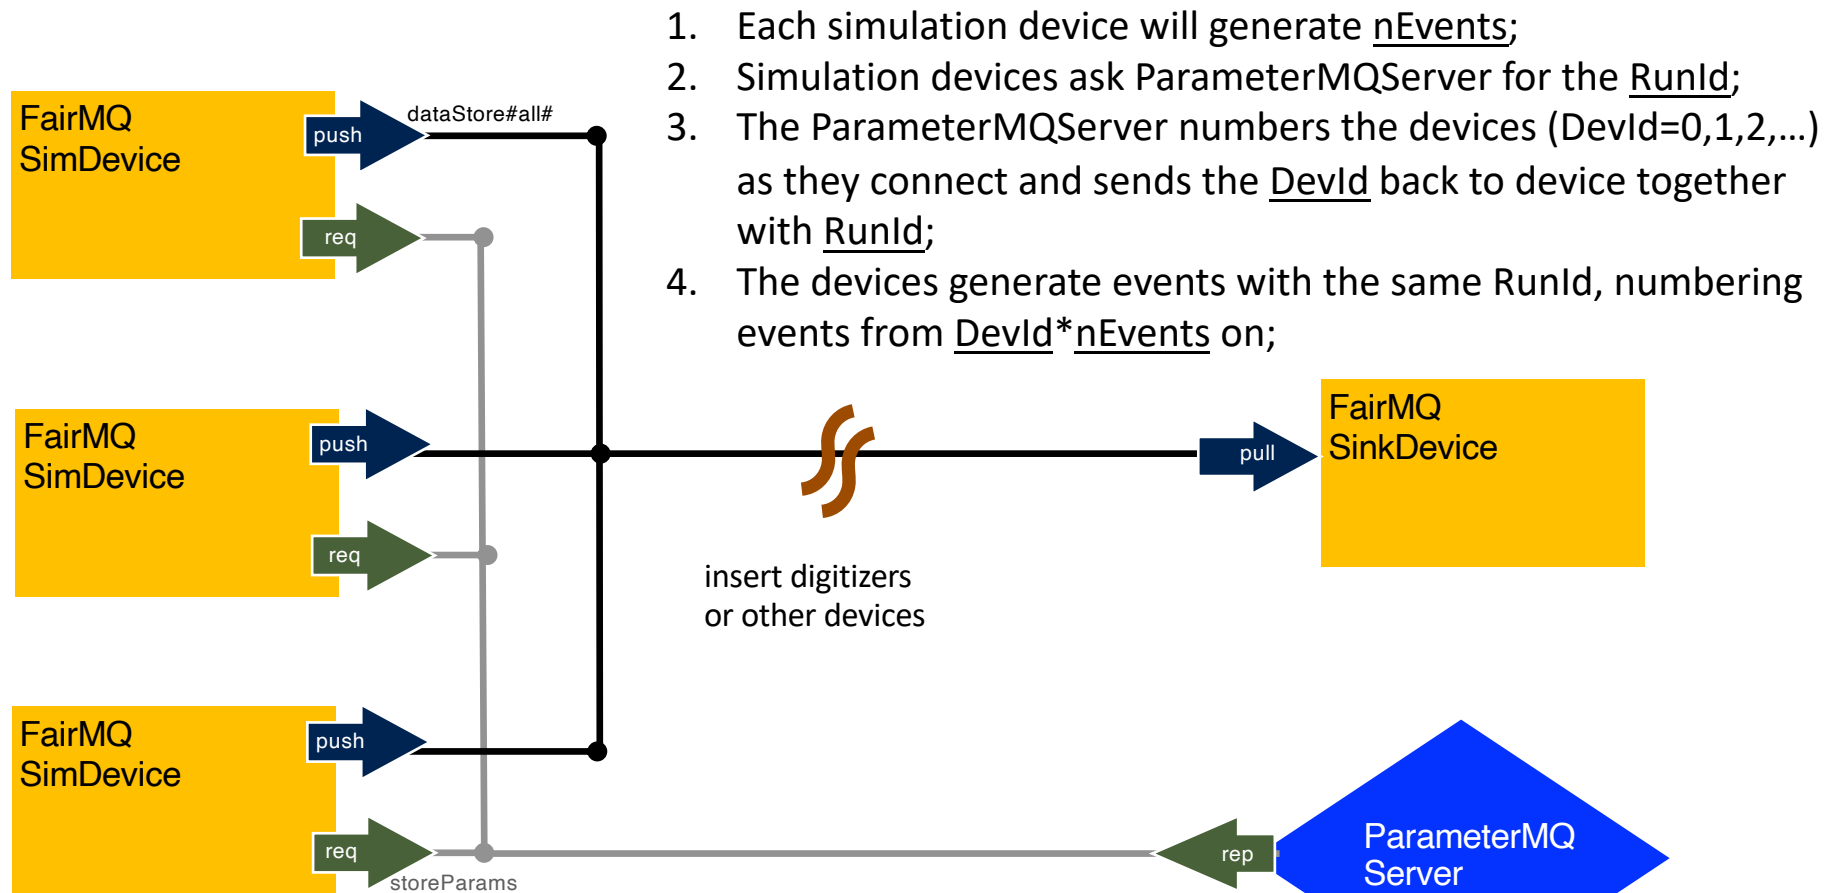 1. Each simulation device will generate nEvents;
2. Simulation devices ask ParameterMQServer for the RunId;
3. The ParameterMQServer numbers the devices (DevId=0,1,2,…)
as they connect and sends the DevId back to device together
with RunId;
4. The devices generate events with the same RunId, numbering
events from DevId*nEvents on;
FairMQ
SimDevice
push
dataStore#all#
req
FairMQ
SimDevice
push
req
insert digitizers
or other devices
pull
FairMQ
SinkDevice
FairMQ
SimDevice
push
req
storeParams
rep
ParameterMQ
Server